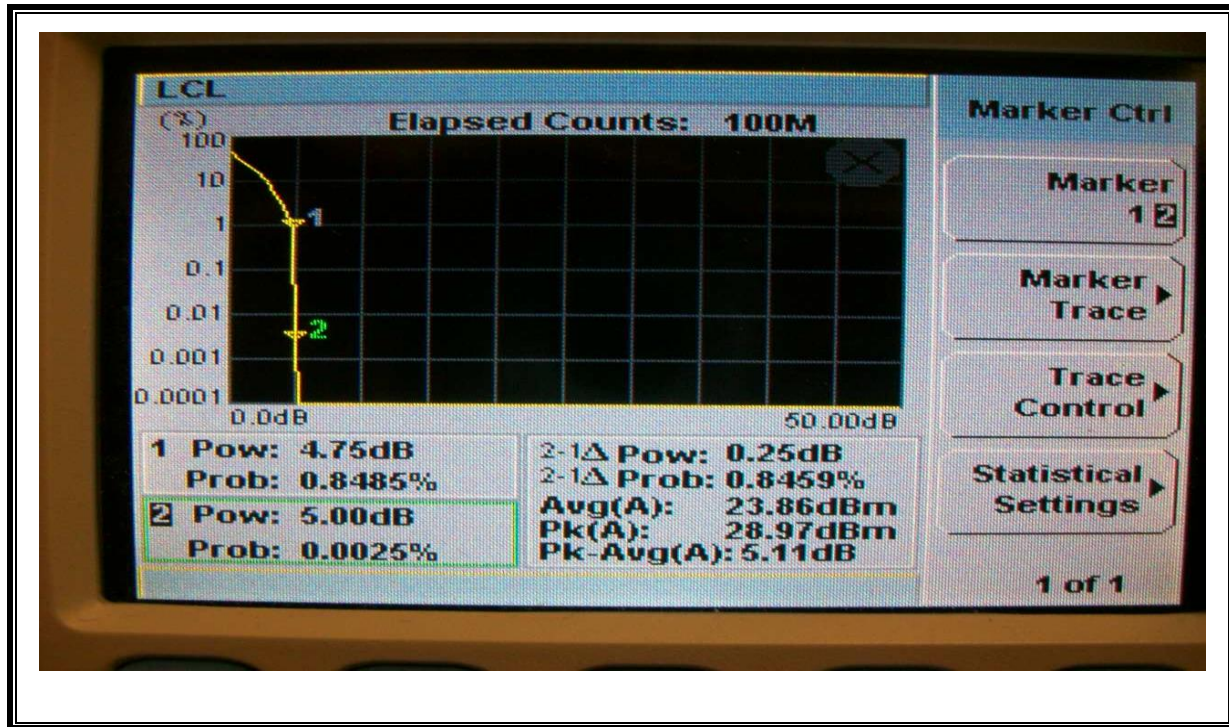 LCL
(%)
Elapsed Counts: 100M
100
10
1
0.1
0.01
0.001
0.0001
1
2
0.0dB
50.00dB
1 Pow: 4.75dB
Prob: 0.8485%
2 Pow: 5.00dB
Prob: 0.0025%
2-1Δ Pow: 0.25dB
2-1Δ Prob: 0.8459%
Avg(A): 23.86dBm
Pk(A): 28.97dBm
Pk-Avg(A): 5.11dB
Marker Ctrl
Marker
1 2
Marker
Trace
Trace
Control
Statistical
Settings
1 of 1